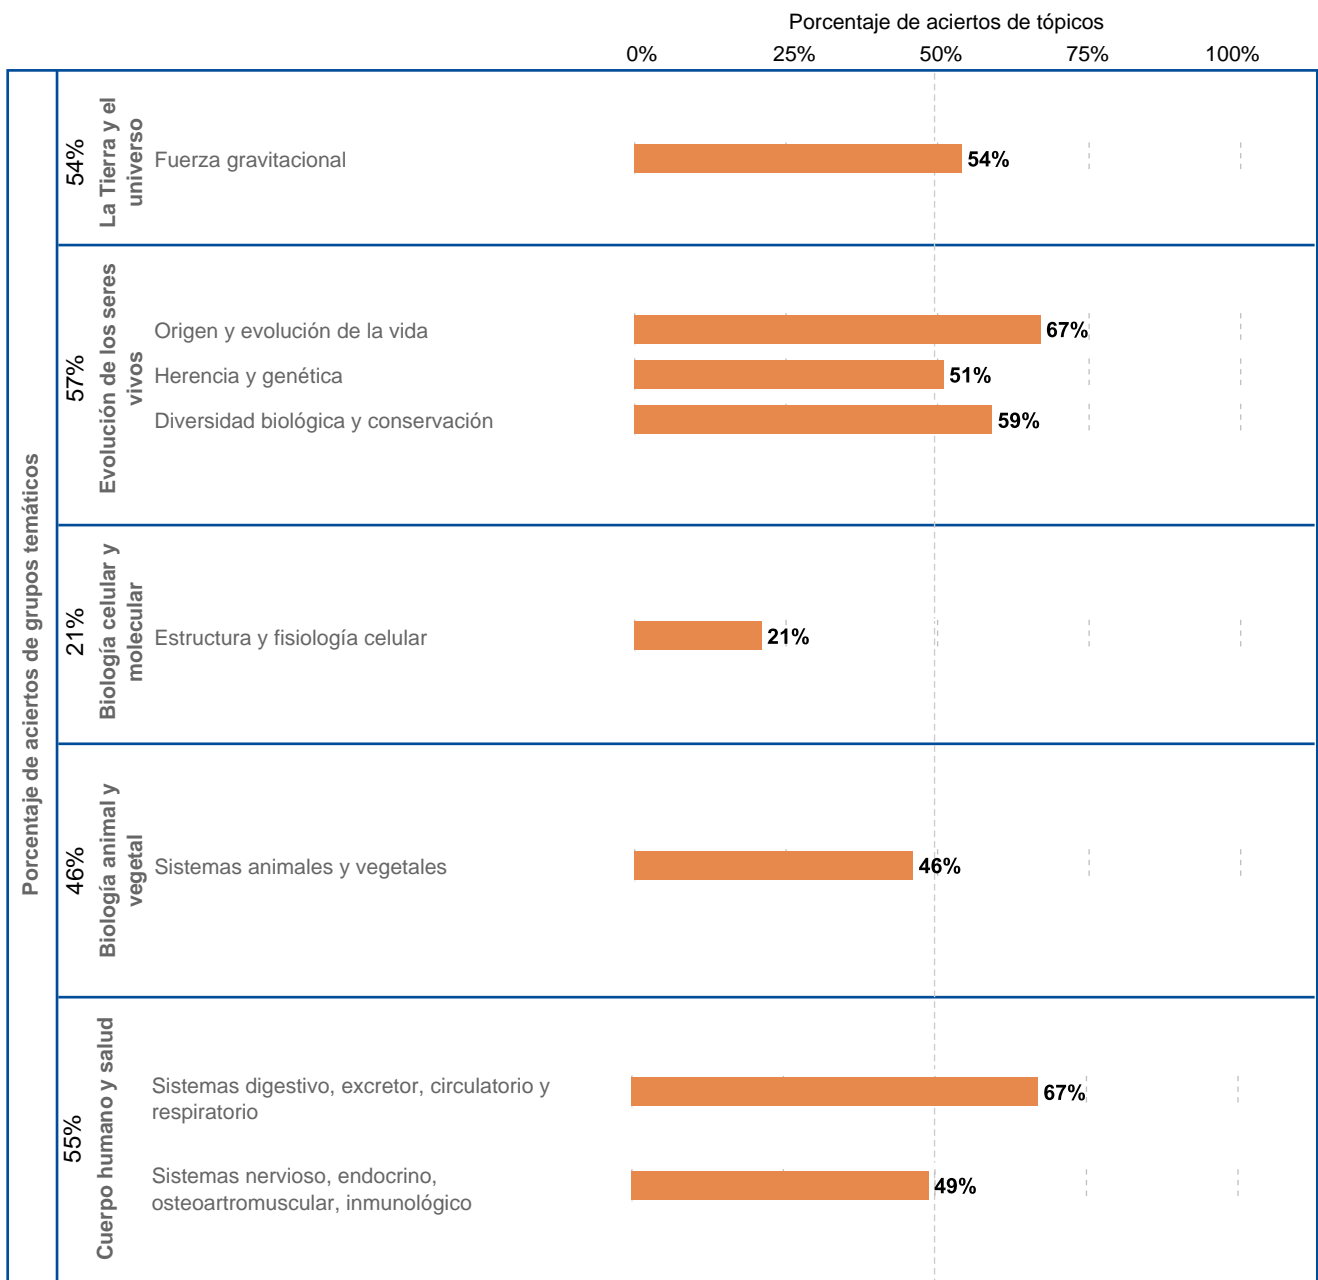 Porcentaje de aciertos de tópicos
0% 25% 50% 75% 100%
Porcentaje de aciertos de grupos temáticos
54%
La Tierra y el
universo
Fuerza gravitacional
54%
57%
Evolución de los seres
vivos
Origen y evolución de la vida
67%
Herencia y genética
51%
Diversidad biológica y conservación
59%
21%
Biología celular y
molecular
Estructura y fisiología celular
21%
46%
Biología animal y
vegetal
Sistemas animales y vegetales
46%
55%
Cuerpo humano y salud
Sistemas digestivo, excretor, circulatorio y
respiratorio
67%
Sistemas nervioso, endocrino,
osteoartromuscular, inmunológico
49%